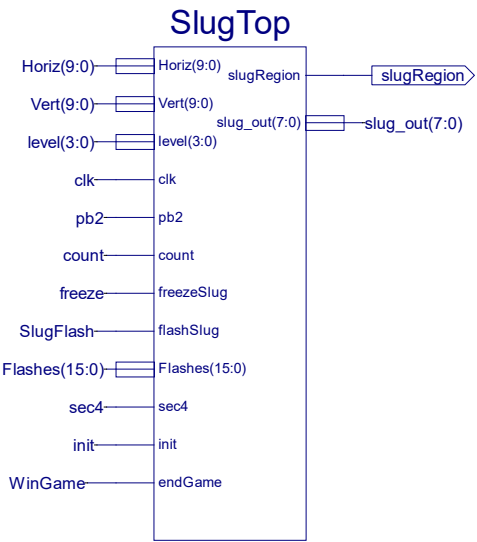 SlugTop
Horiz(9:0) Horiz(9:0) slugRegion slugRegion
Vert(9:0) Vert(9:0) slug_out(7:0) slug_out(7:0)
level(3:0) level(3:0)
clk clk
pb2 pb2
count count
freeze freezeSlug
SlugFlash flashSlug
Flashes(15:0) Flashes(15:0)
sec4 sec4
init init
WinGame endGame